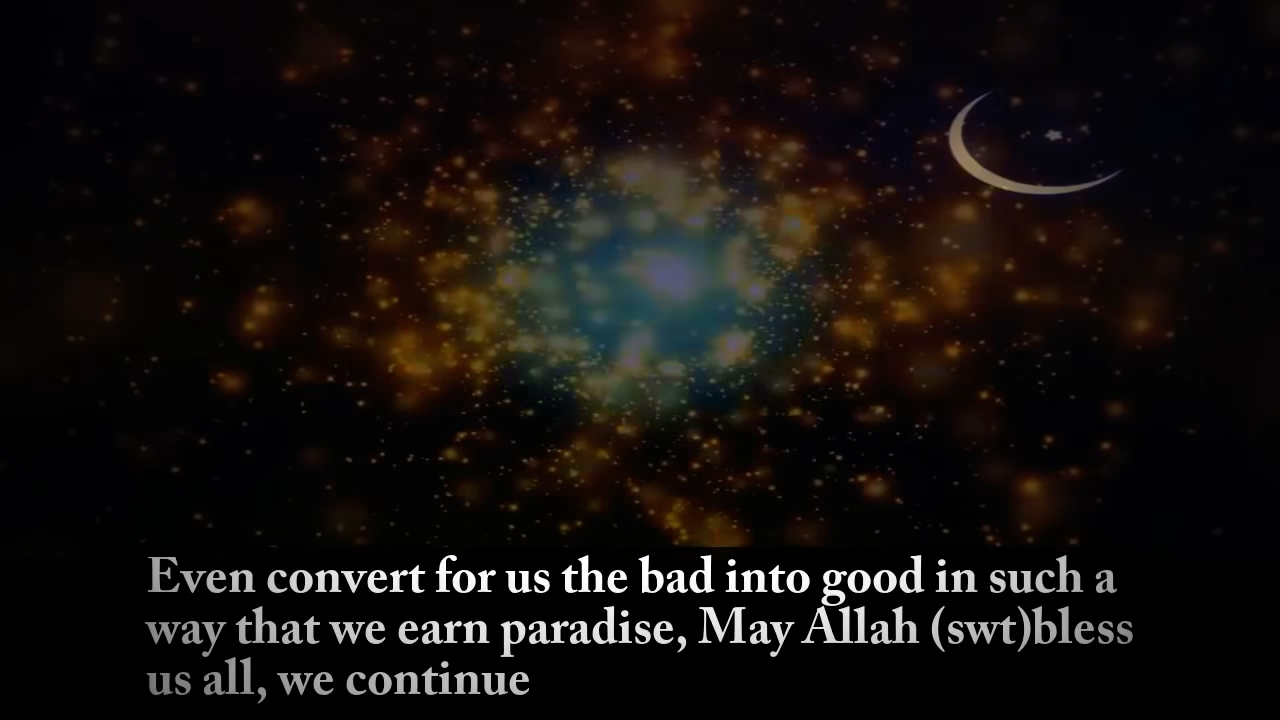 Even convert for us the bad into good in such a
way that we earn paradise, May Allah (swt)bless
us all, we continue